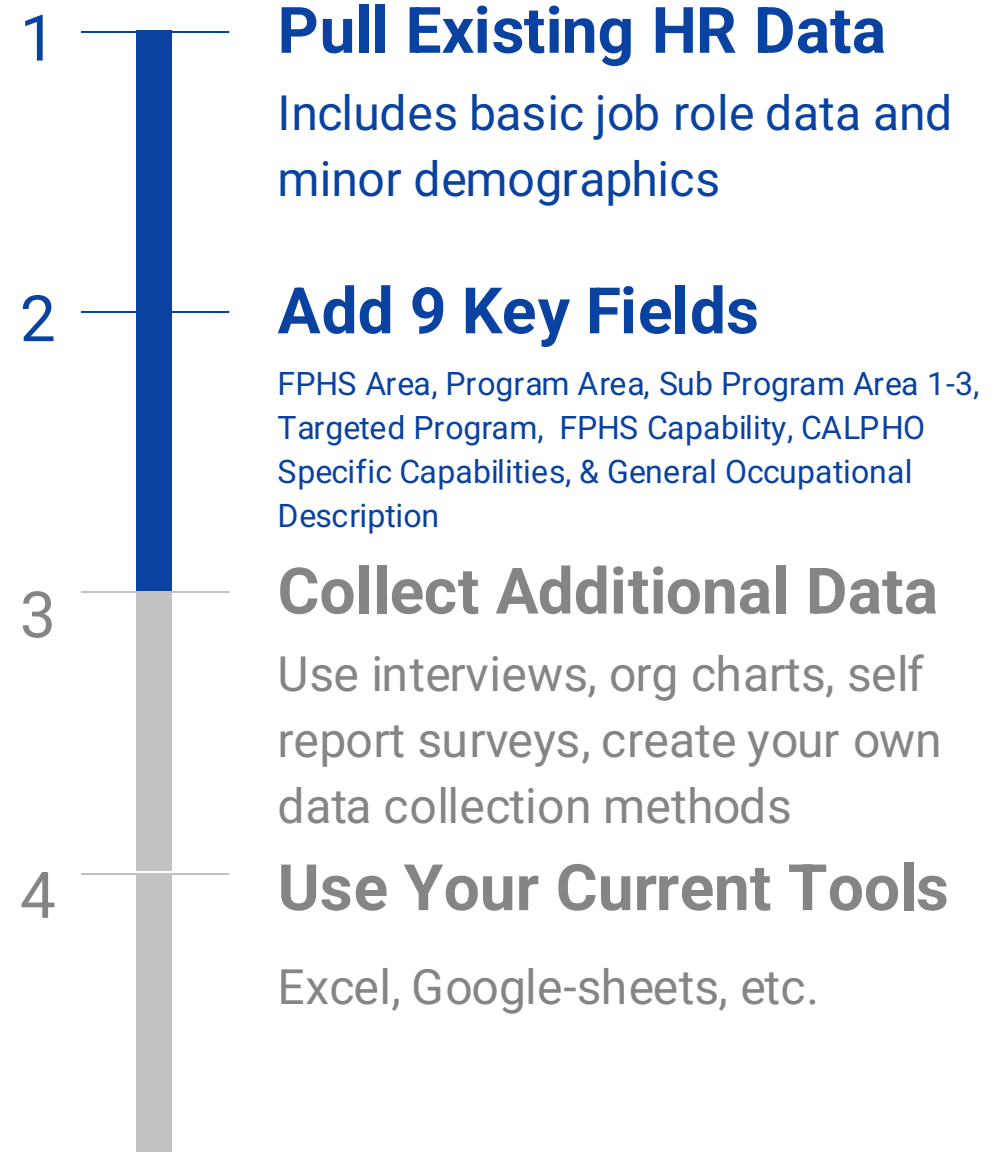 1
Pull Existing HR Data
Includes basic job role data and
minor demographics
2
Add 9 Key Fields
FPHS Area, Program Area, Sub Program Area 1-3,
Targeted Program,  FPHS Capability, CALPHO
Specific Capabilities, & General Occupational
Description
3
Collect Additional Data
Use interviews, org charts, self
report surveys, create your own
data collection methods
4
Use Your Current Tools
Excel, Google-sheets, etc.